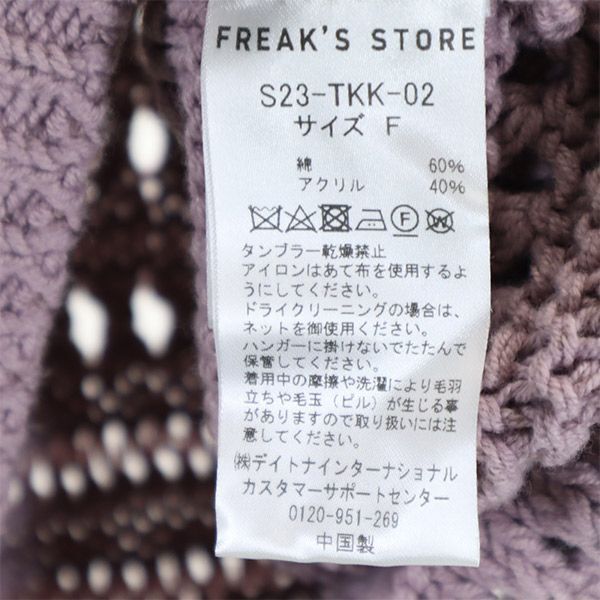 FREAK'S STORE
S23-TKK-02
サイズ F
綿 60%
アクリル 40%
F W
タンブラー乾燥禁止
アイロンはあて布を使用するよ
うにしてください。
ドライクリーニングの場合は、
ネットを御使用ください。
ハンガーに掛けないでたたんで
保管してください。
着用中の摩擦や洗濯により毛羽
立ちや毛玉(ピル)が生じる事
がありますので取り扱いには注
意してください。
㈱デイトナインターナショナル
カスタマーサポートセンター
0120-951-269
中国製